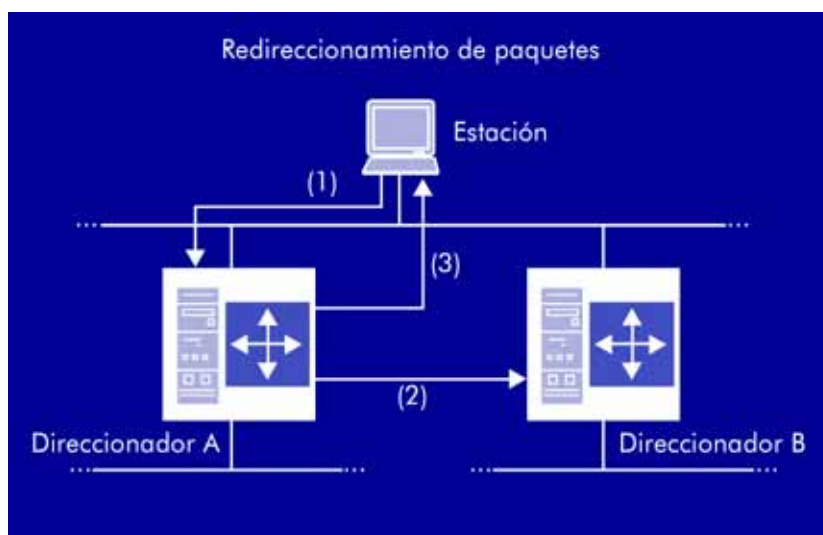 Redireccionamiento de paquetes
Estación
(1)
(3)
(2)
Direccionador A
Direccionador B